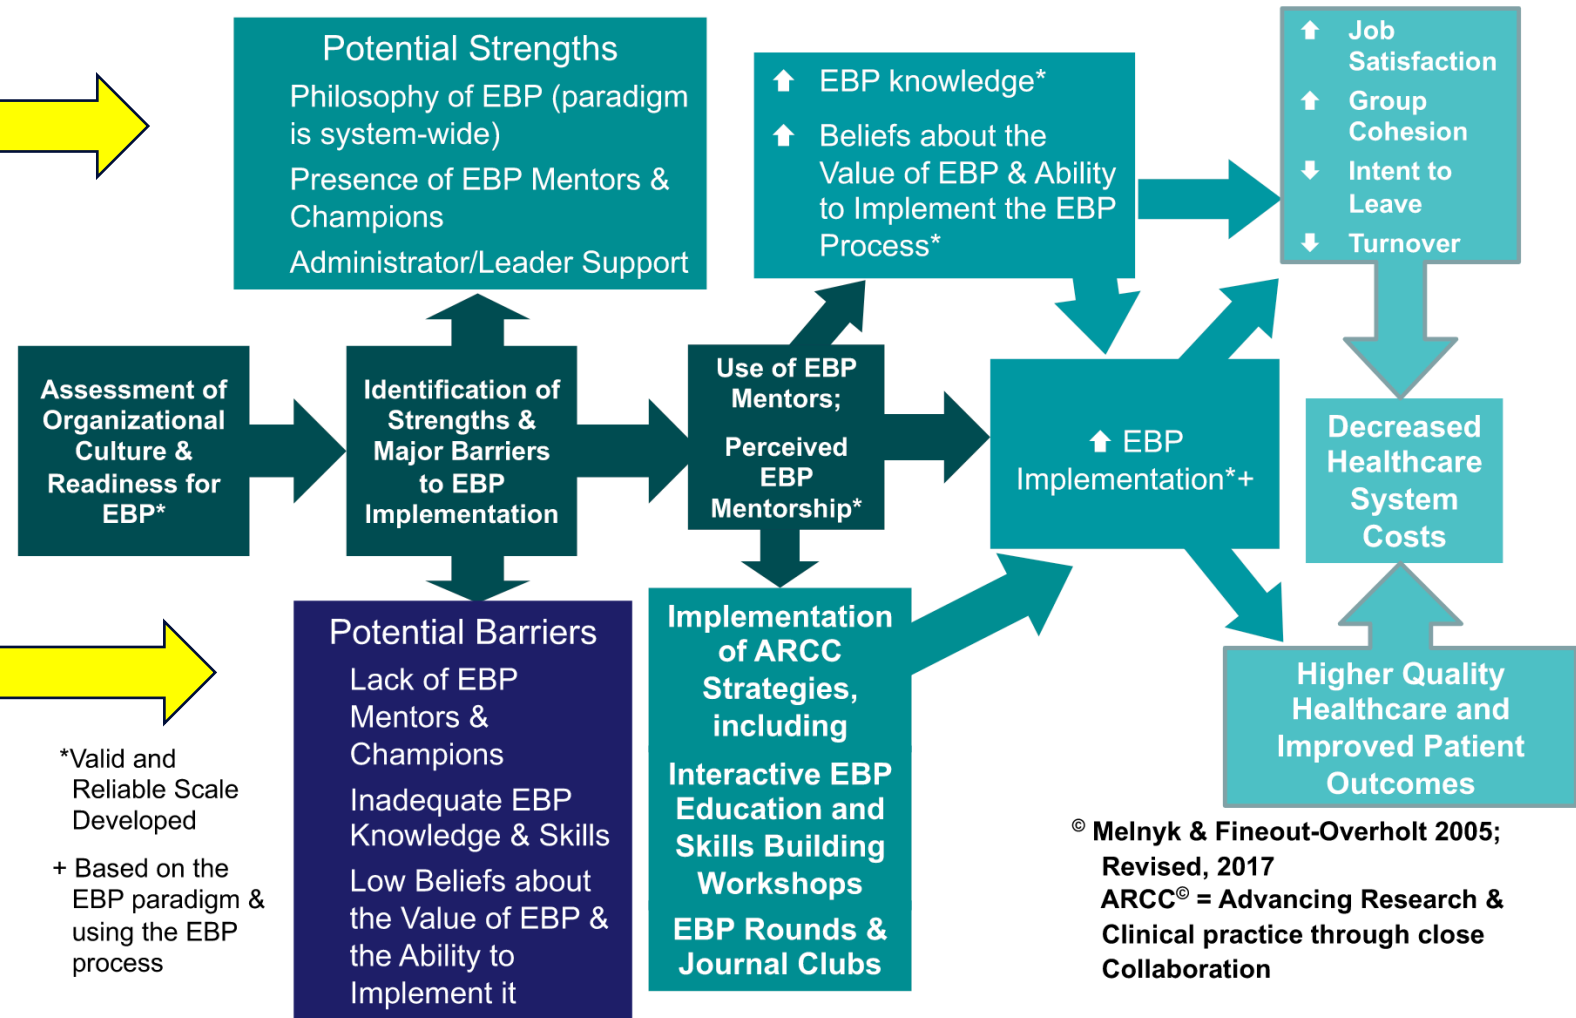 Potential Strengths
Philosophy of EBP (paradigm
is system-wide)
Presence of EBP Mentors &
Champions
Administrator/Leader Support
EBP knowledge*
Beliefs about the
Value of EBP & Ability
to Implement the EBP
Process*
Job
Satisfaction
Group
Cohesion
Intent to
Leave
Turnover
Assessment of
Organizational
Culture &
Readiness for
EBP*
Identification of
Strengths &
Major Barriers
to EBP
Implementation
Use of EBP
Mentors;
Perceived
EBP
Mentorship*
EBP
Implementation*+
Decreased
Healthcare
System
Costs
Potential Barriers
Lack of EBP
Mentors &
Champions
Inadequate EBP
Knowledge & Skills
Low Beliefs about
the Value of EBP &
the Ability to
Implement it
Implementation
of ARCC
Strategies,
including
Interactive EBP
Education and
Skills Building
Workshops
EBP Rounds &
Journal Clubs
Higher Quality
Healthcare and
Improved Patient
Outcomes
*Valid and
Reliable Scale
Developed
+ Based on the
EBP paradigm &
using the EBP
process
© Melnyk & Fineout-Overholt 2005;
Revised, 2017
ARCC© = Advancing Research &
Clinical practice through close
Collaboration